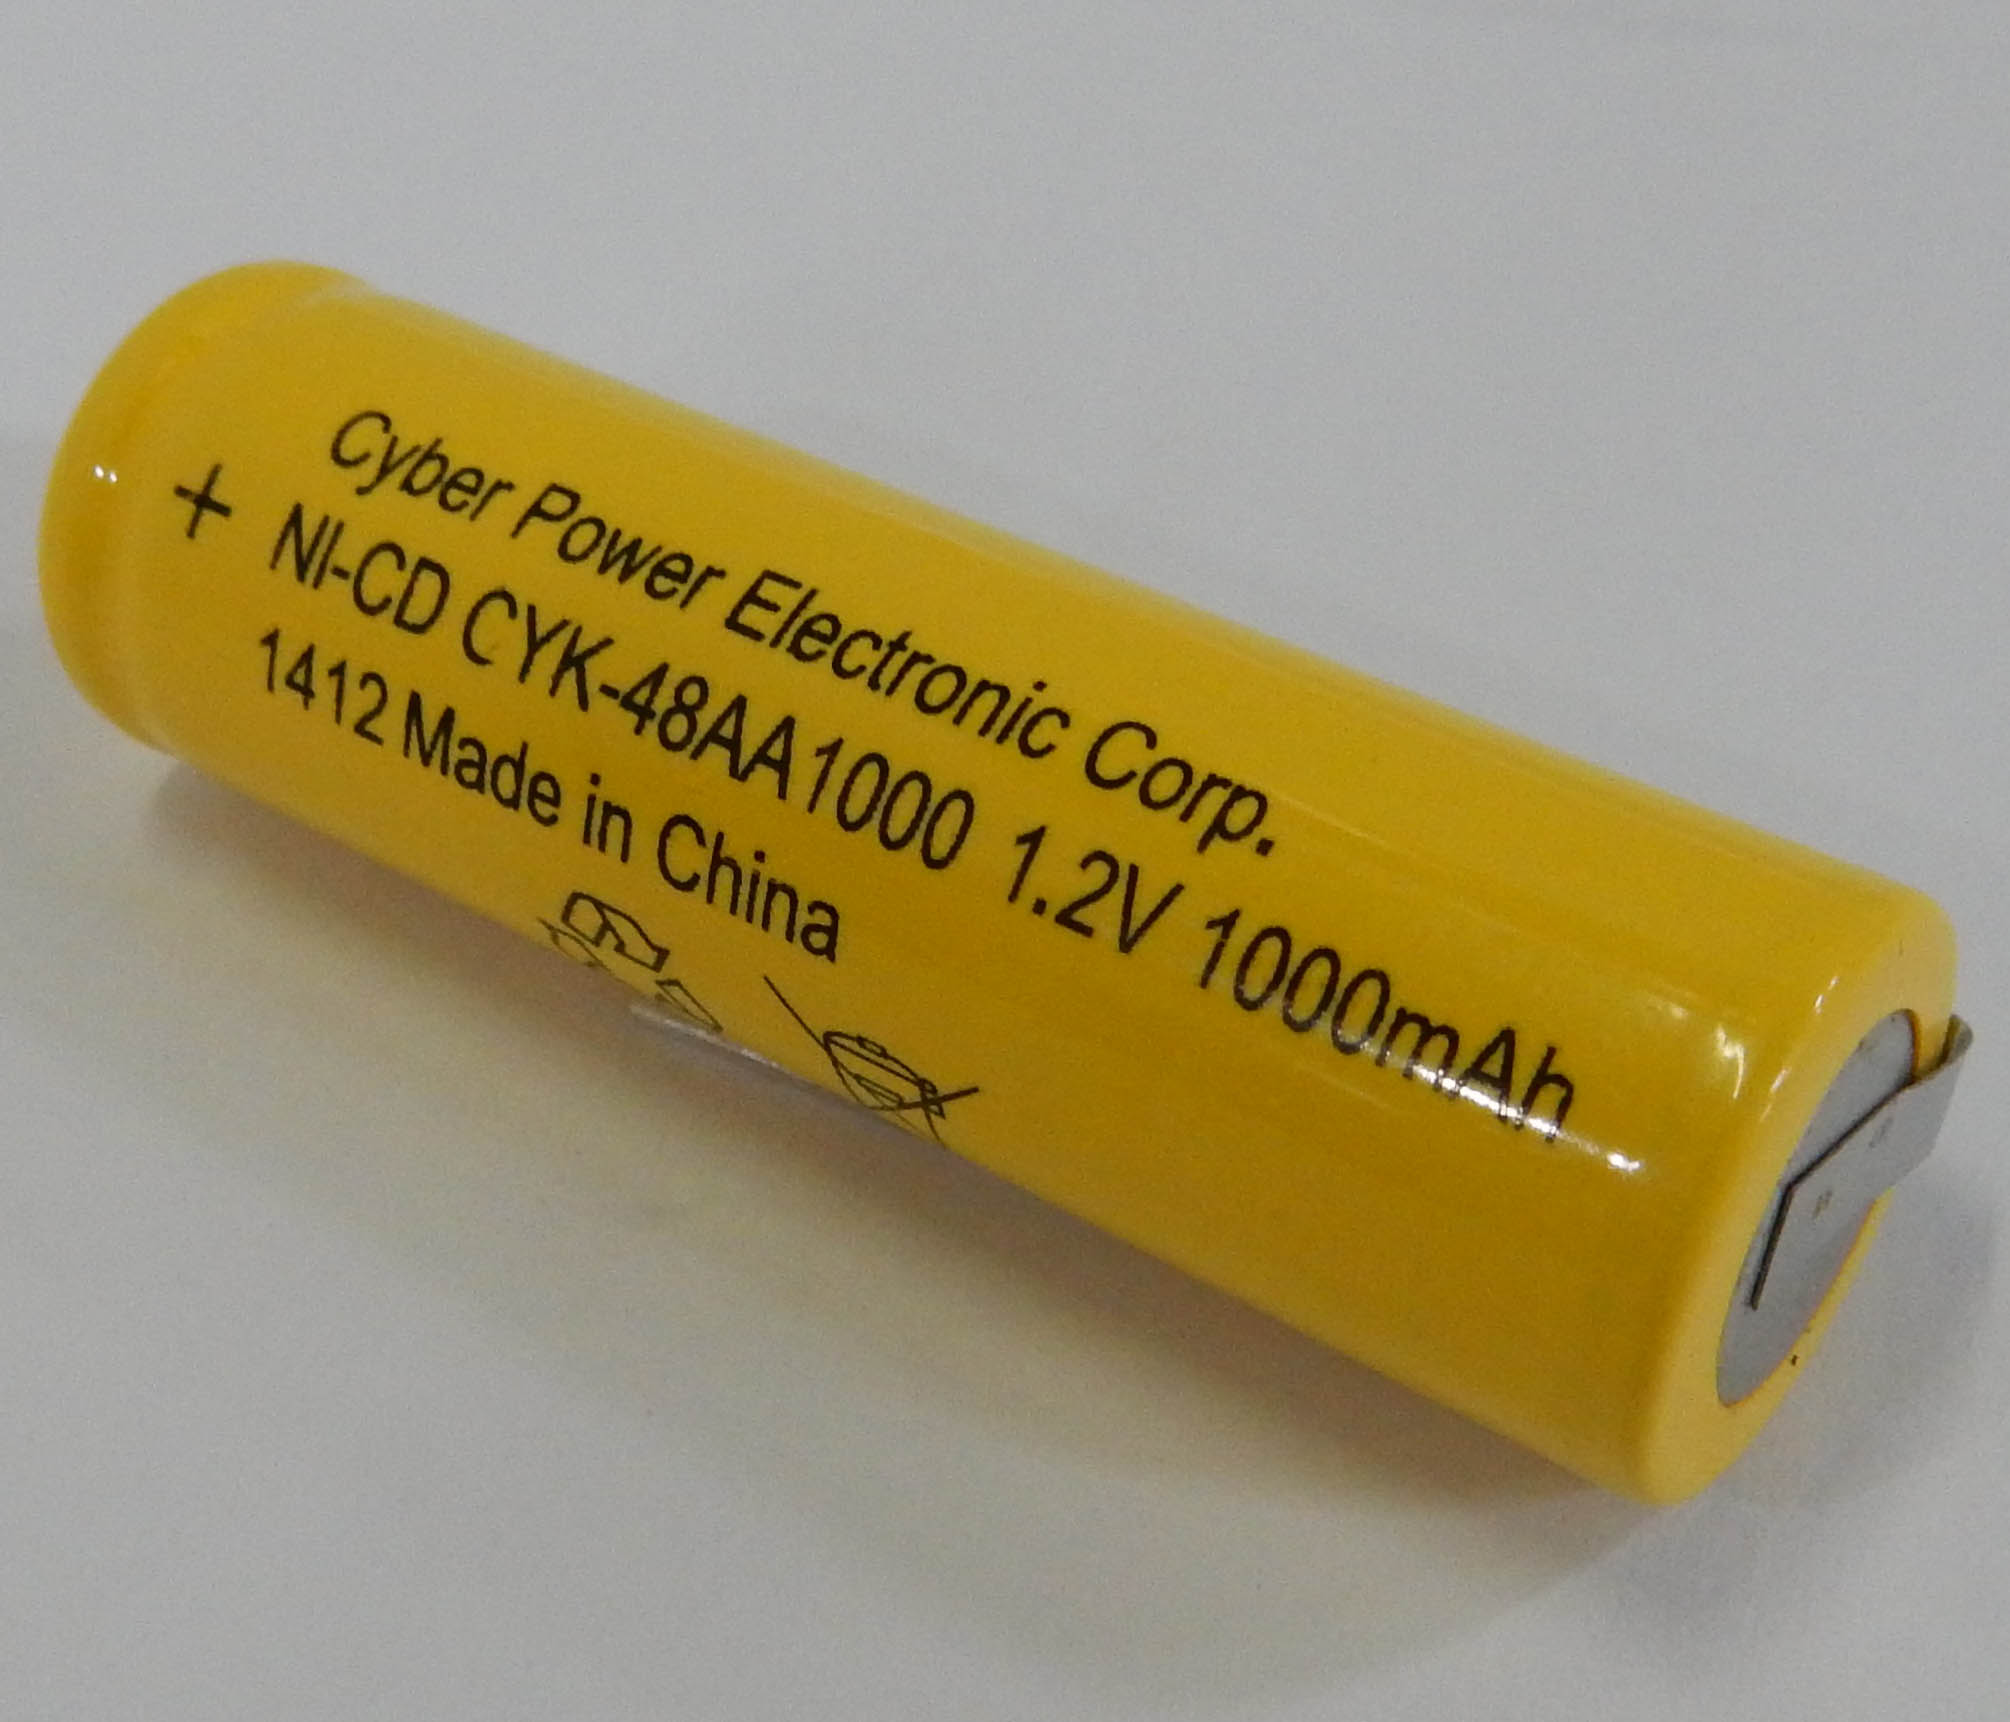 Cyber Power Electronic Corp.
+ NI-CD CYK-48AA1000 1.2V 1000mAh
1412 Made in China